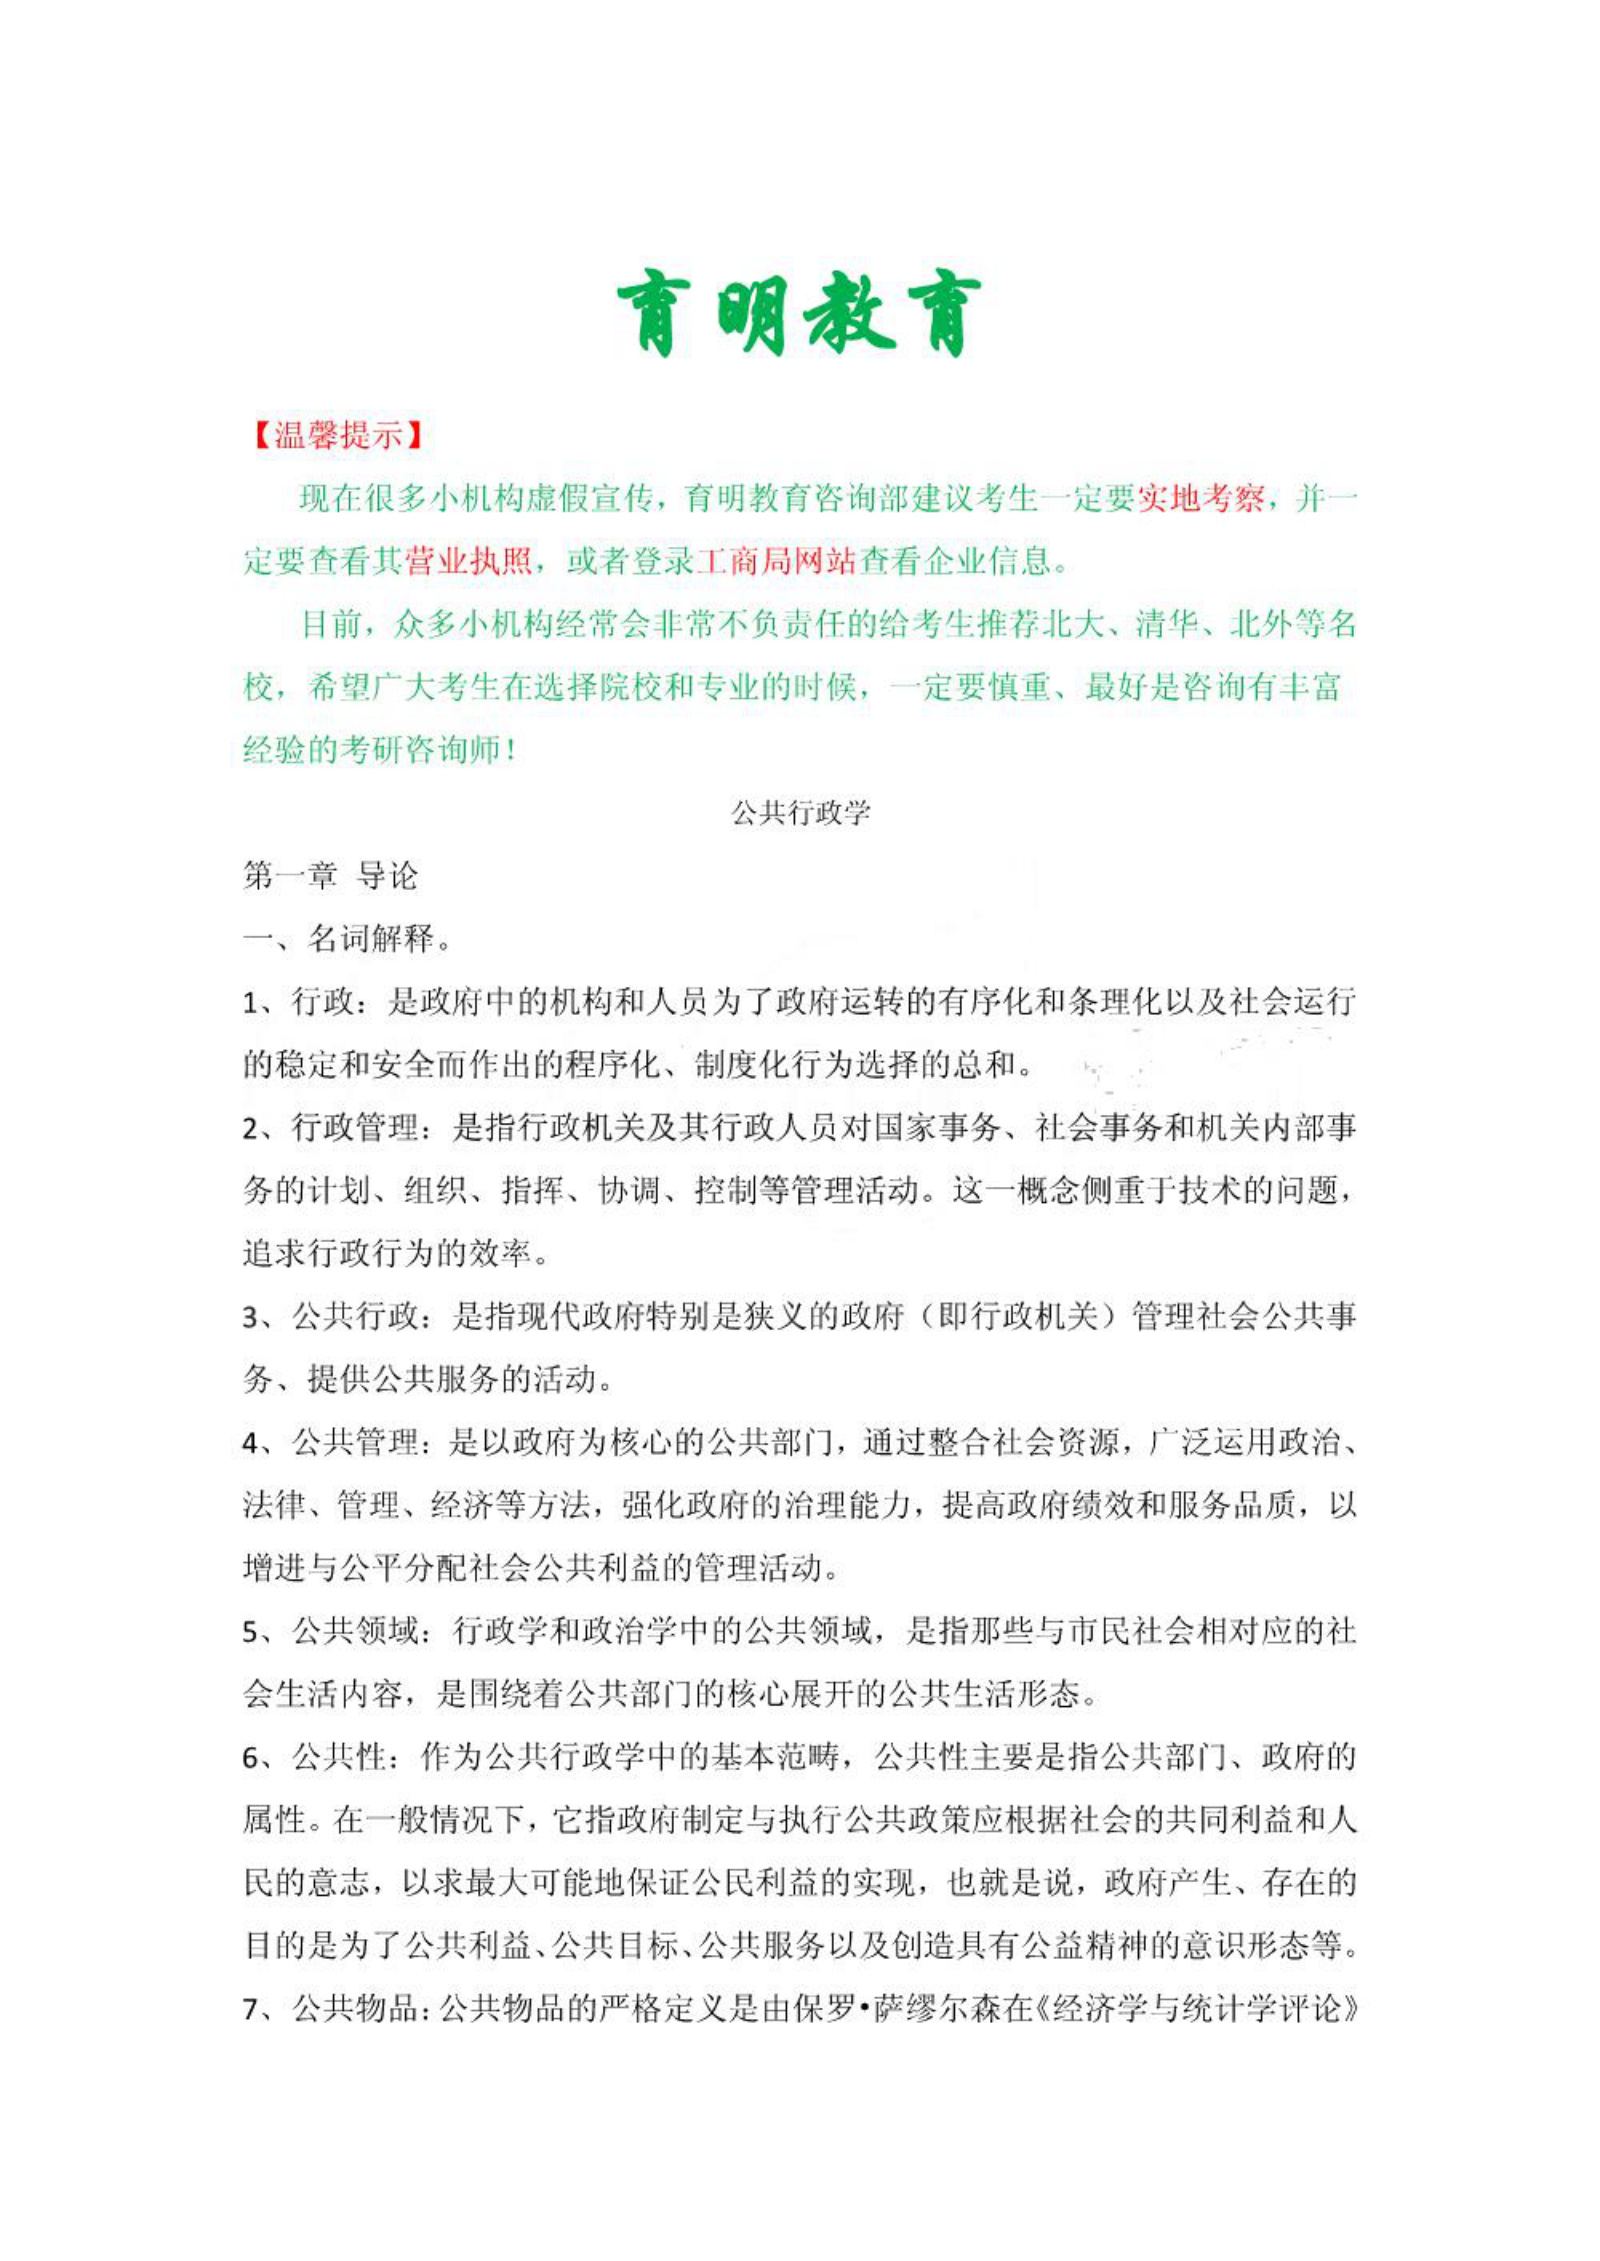 育明教育
【温馨提示】
现在很多小机构虚假宣传，育明教育咨询部建议考生一定要实地考察，并一
定要查看其营业执照，或者登录工商局网站查看企业信息。
目前，众多小机构经常会非常不负责任的给考生推荐北大、清华、北外等名
校，希望广大考生在选择院校和专业的时候，一定要慎重、最好是咨询有丰富
经验的考研咨询师！
公共行政学
第一章 导论
一、名词解释。
1、行政：是政府中的机构和人员为了政府运转的有序化和条理化以及社会运行
的稳定和安全而作出的程序化、制度化行为选择的总和。
2、行政管理：是指行政机关及其行政人员对国家事务、社会事务和机关内部事
务的计划、组织、指挥、协调、控制等管理活动。这一概念侧重于技术的问题，
追求行政行为的效率。
3、公共行政：是指现代政府特别是狭义的政府（即行政机关）管理社会公共事
务、提供公共服务的活动。
4、公共管理：是以政府为核心的公共部门，通过整合社会资源，广泛运用政治、
法律、管理、经济等方法，强化政府的治理能力，提高政府绩效和服务品质，以
增进与公平分配社会公共利益的管理活动。
5、公共领域：行政学和政治学中的公共领域，是指那些与市民社会相对应的社
会生活内容，是围绕着公共部门的核心展开的公共生活形态。
6、公共性：作为公共行政学中的基本范畴，公共性主要是指公共部门、政府的
属性。在一般情况下，它指政府制定与执行公共政策应根据社会的共同利益和人
民的意志，以求最大可能地保证公民利益的实现，也就是说，政府产生、存在的
目的是为了公共利益、公共目标、公共服务以及创造具有公益精神的意识形态等。
7、公共物品：公共物品的严格定义是由保罗•萨缪尔森在《经济学与统计学评论》